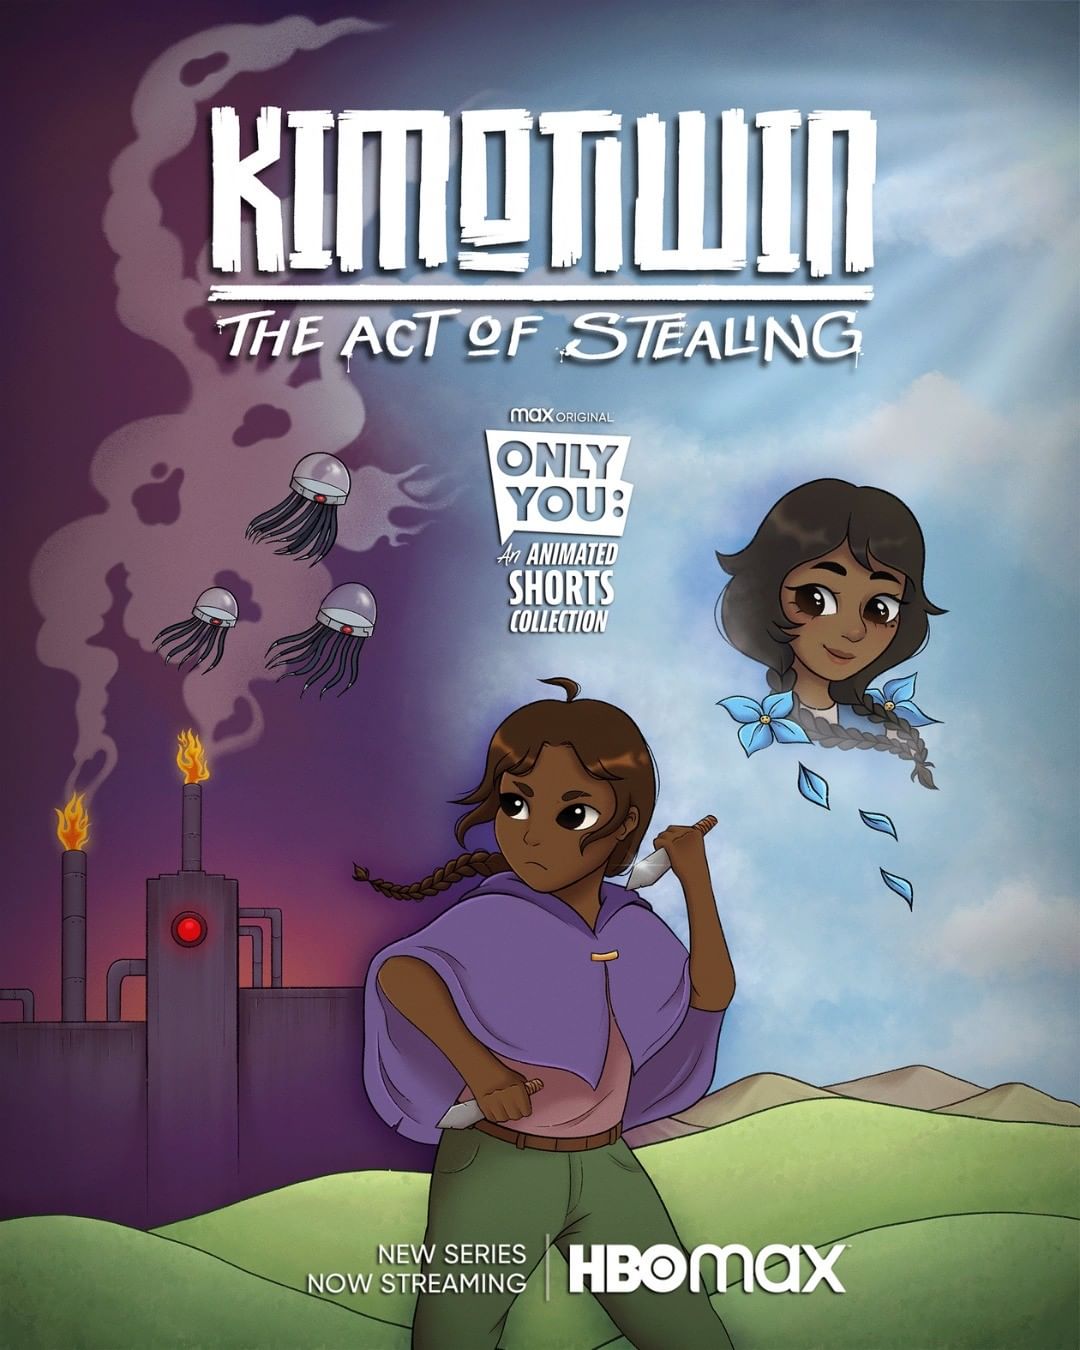 KIMOTIWIN
THE ACT OF STEALING
max ORIGINAL
ONLY
YOU:
An ANIMATED
SHORTS
COLLECTION
NEW SERIES
NOW STREAMING
HBOmax